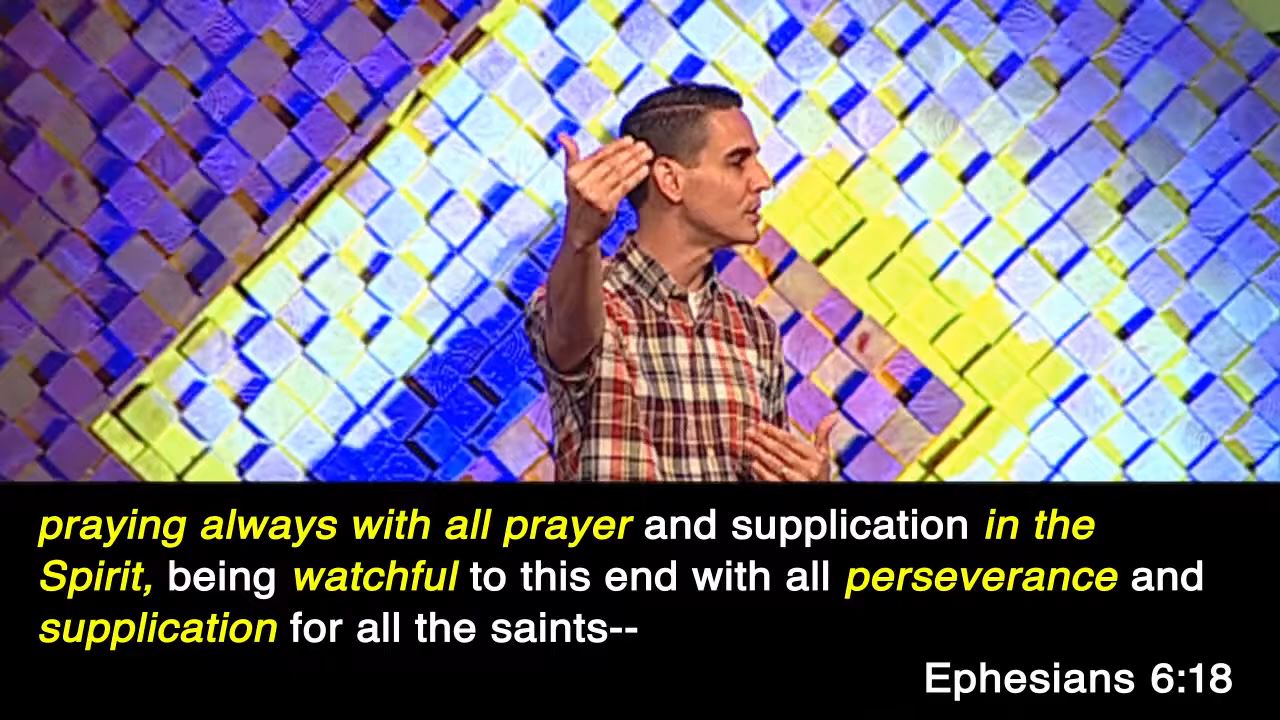 praying always with all prayer and supplication in the
Spirit, being watchful to this end with all perseverance and
supplication for all the saints--
Ephesians 6:18